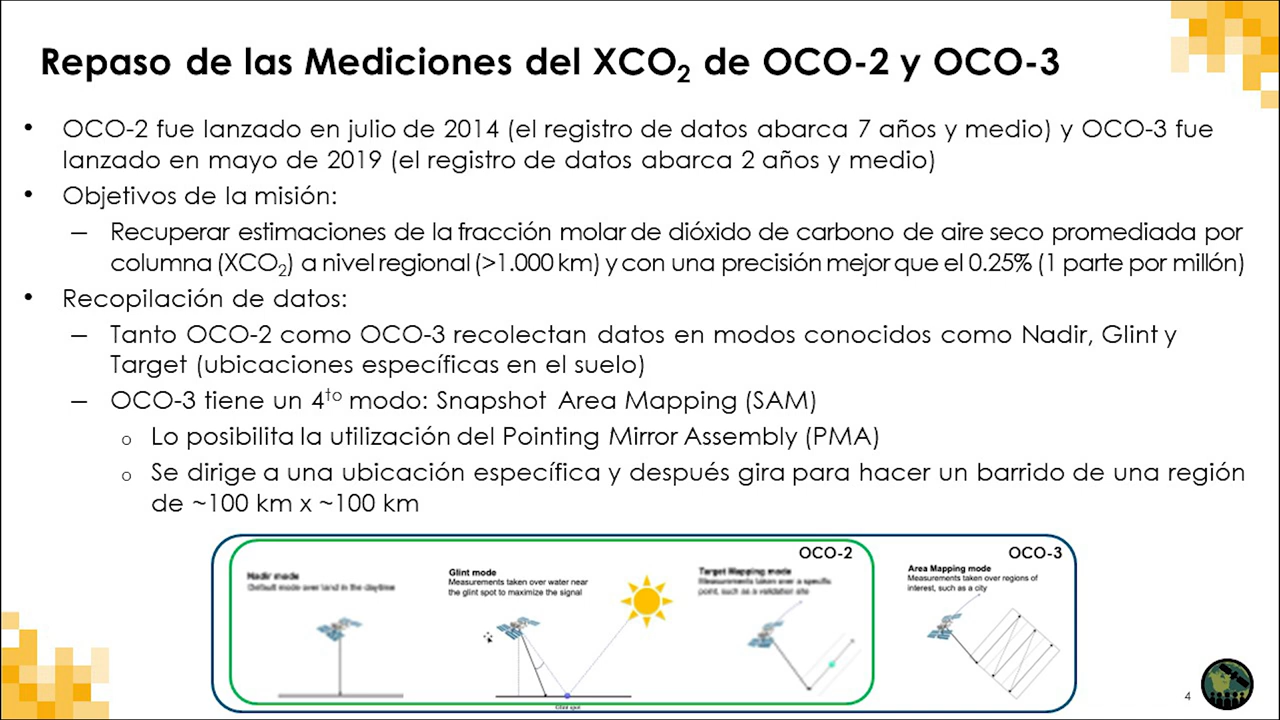 Repaso de las Mediciones del XCO₂ de OCO-2 y OCO-3
• OCO-2 fue lanzado en julio de 2014 (el registro de datos abarca 7 años y medio) y OCO-3 fue
lanzado en mayo de 2019 (el registro de datos abarca 2 años y medio)
• Objetivos de la misión:
– Recuperar estimaciones de la fracción molar de dióxido de carbono de aire seco promediada por
columna (XCO₂) a nivel regional (>1.000 km) y con una precisión mejor que el 0.25% (1 parte por millón)
• Recopilación de datos:
– Tanto OCO-2 como OCO-3 recolectan datos en modos conocidos como Nadir, Glint y
Target (ubicaciones específicas en el suelo)
– OCO-3 tiene un 4ᵗᵒ modo: Snapshot Area Mapping (SAM)
o Lo posibilita la utilización del Pointing Mirror Assembly (PMA)
o Se dirige a una ubicación específica y después gira para hacer un barrido de una región
de ~100 km x ~100 km
OCO-2
OCO-3
Nadir mode
Default mode over land in the daytime
Glint mode
Measurements taken over water near
the glint spot to maximize the signal
Glint spot
Target Mapping mode
Measurements taken over a specific
point, such as a validation site
Area Mapping mode
Measurements taken over regions of
interest, such as a city
4